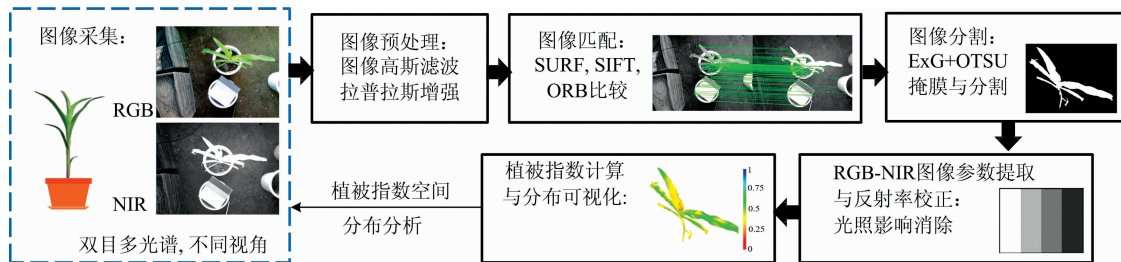 图像采集:
RGB
NIR
双目多光谱, 不同视角
图像预处理:
图像高斯滤波
拉普拉斯增强
图像匹配:
SURF, SIFT,
ORB比较
图像分割:
ExG+OTSU
掩膜与分割
RGB-NIR图像参数提取
与反射率校正:
光照影响消除
植被指数计算
与分布可视化:
1
0.75
0.5
0.25
0
植被指数空间
分布分析